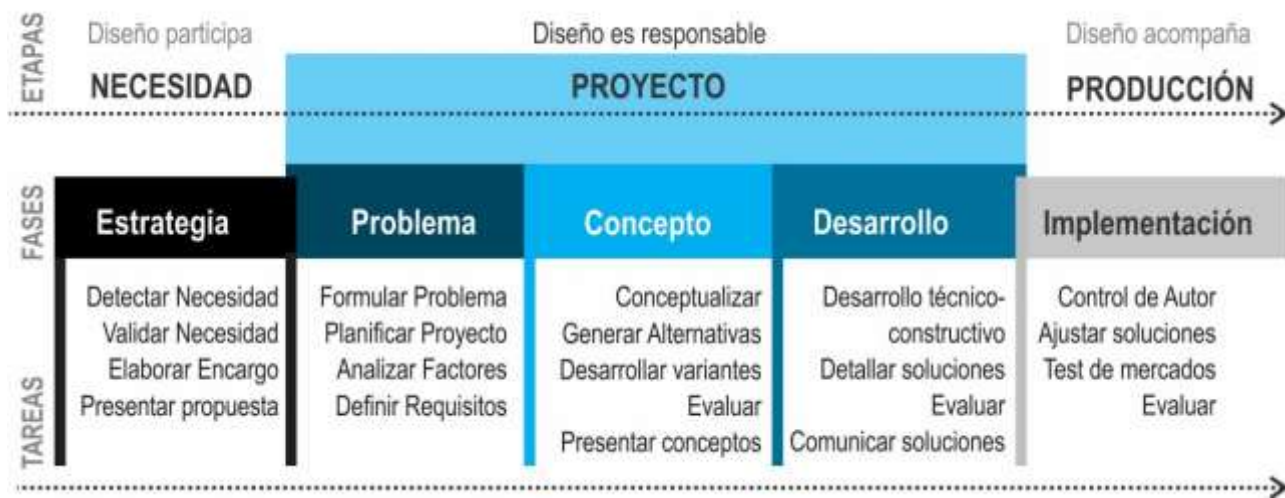 ETAPAS
Diseño participa
NECESIDAD
Diseño es responsable
PROYECTO
Diseño acompaña
PRODUCCIÓN
FASES
Estrategia
Problema
Concepto
Desarrollo
Implementación
TAREAS
Detectar Necesidad
Validar Necesidad
Elaborar Encargo
Presentar propuesta
Formular Problema
Planificar Proyecto
Analizar Factores
Definir Requisitos
Conceptualizar
Generar Alternativas
Desarrollar variantes
Evaluar
Presentar conceptos
Desarrollo técnico-
constructivo
Detallar soluciones
Evaluar
Comunicar soluciones
Control de Autor
Ajustar soluciones
Test de mercados
Evaluar